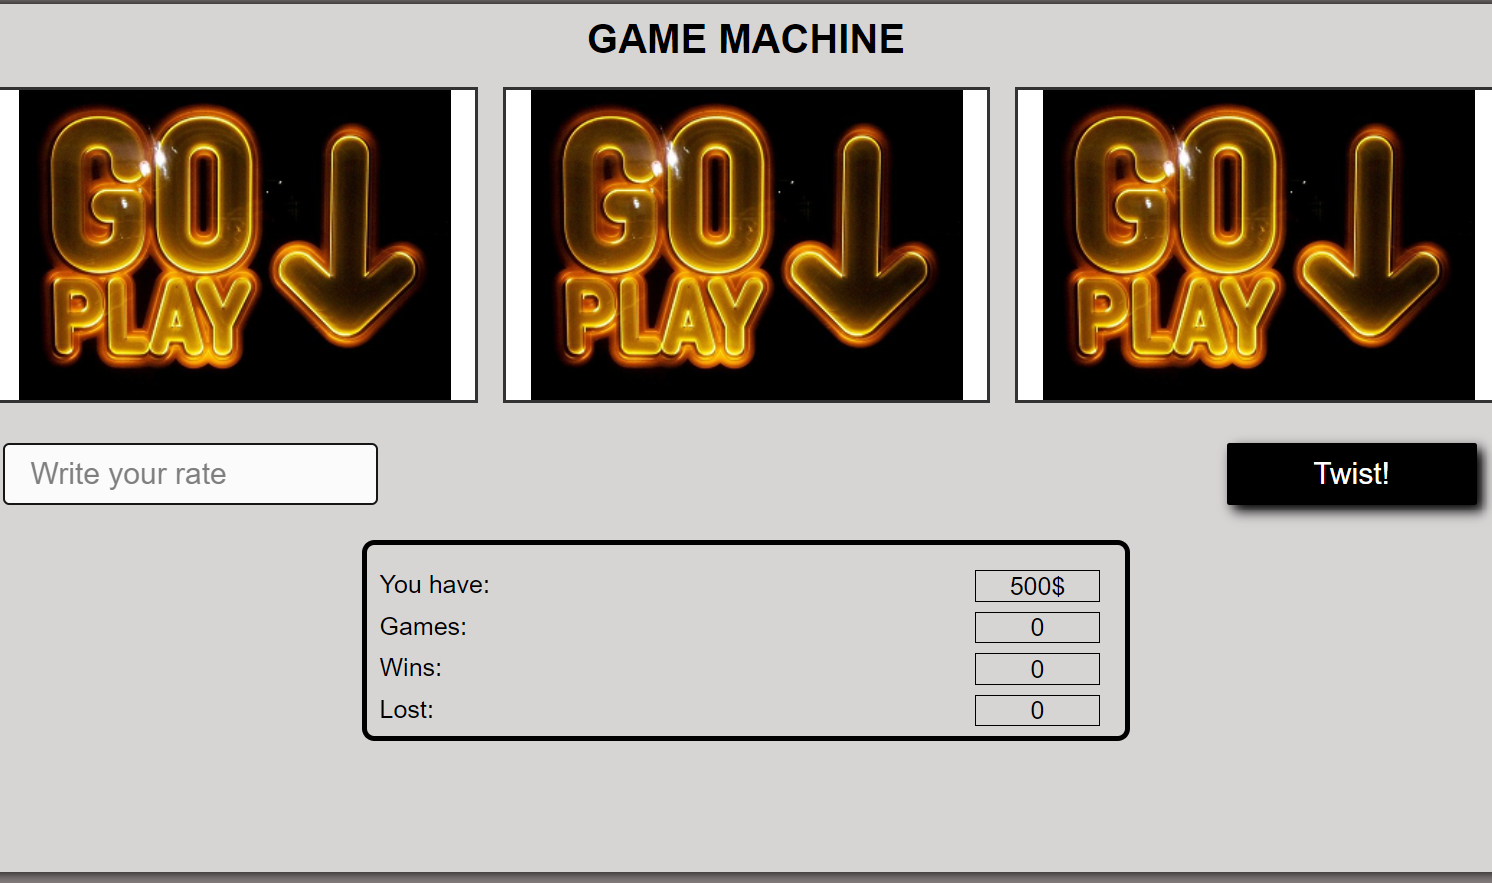 GAME MACHINE
GO
PLAY
GO
PLAY
GO
PLAY
Write your rate
Twist!
You have: 500$
Games: 0
Wins: 0
Lost: 0